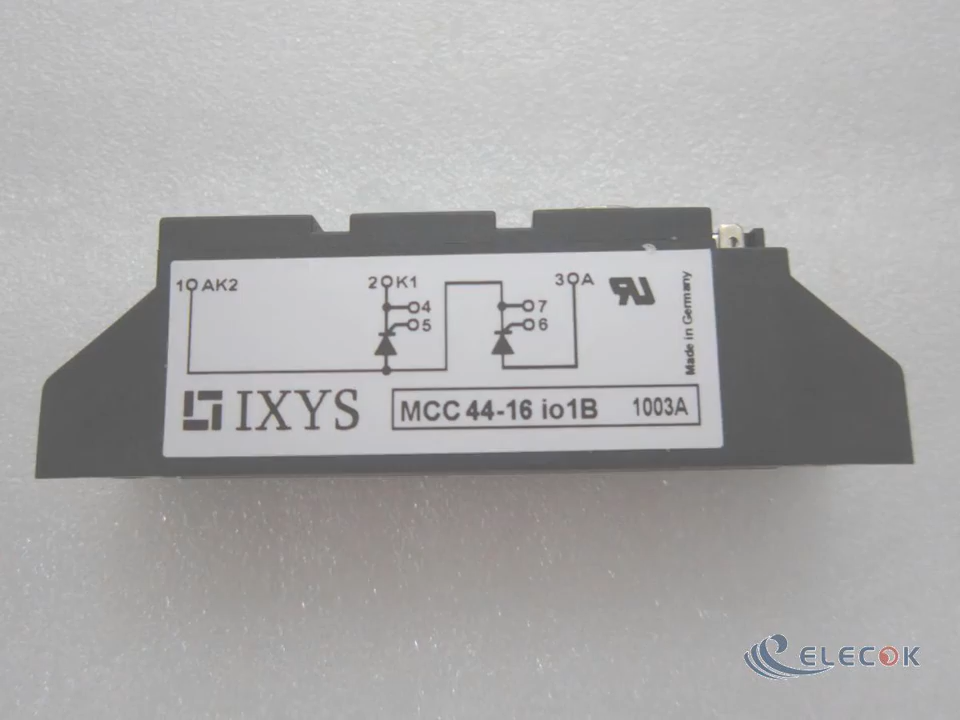 1 AK2 2 K1 3 A
4
5
7
6
Made in Germany
IXYS MCC 44-16 io1B 1003A
ELECOK